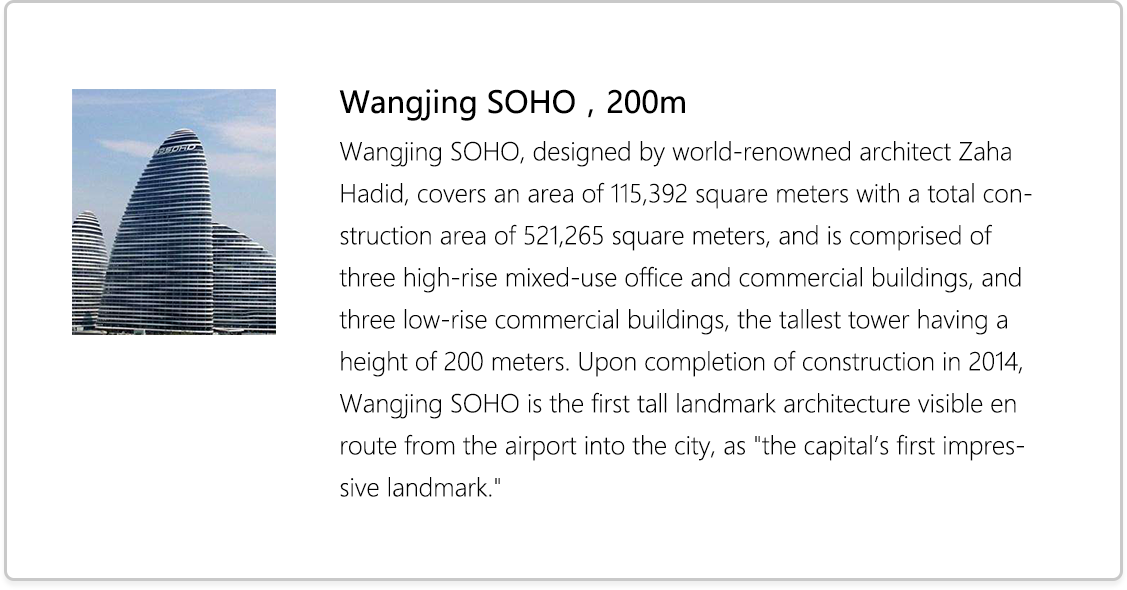 SOHO
Wangjing SOHO , 200m
Wangjing SOHO, designed by world-renowned architect Zaha
Hadid, covers an area of 115,392 square meters with a total con-
struction area of 521,265 square meters, and is comprised of
three high-rise mixed-use office and commercial buildings, and
three low-rise commercial buildings, the tallest tower having a
height of 200 meters. Upon completion of construction in 2014,
Wangjing SOHO is the first tall landmark architecture visible en
route from the airport into the city, as "the capital’s first impres-
sive landmark."